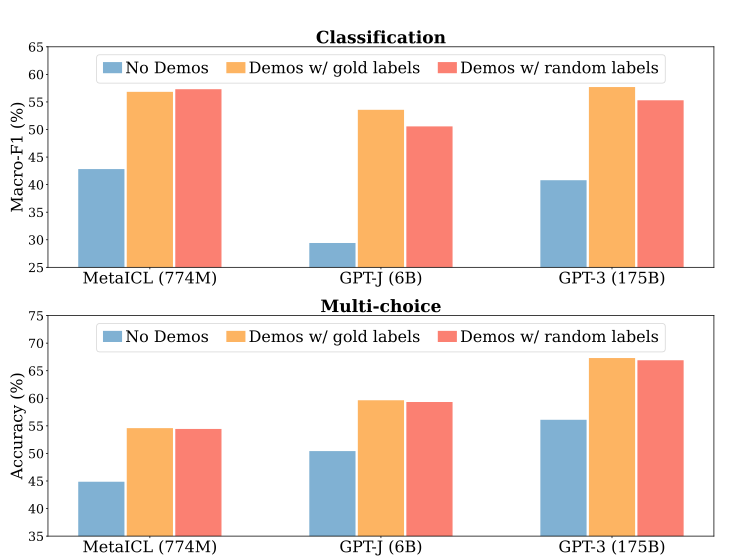 Classification
65
60
55
50
45
40
35
30
25
Macro-F1 (%)
No Demos Demos w/ gold labels Demos w/ random labels
MetaICL (774M) GPT-J (6B) GPT-3 (175B)
Multi-choice
75
70
65
60
55
50
45
40
35
Accuracy (%)
No Demos Demos w/ gold labels Demos w/ random labels
MetaICL (774M) GPT-J (6B) GPT-3 (175B)